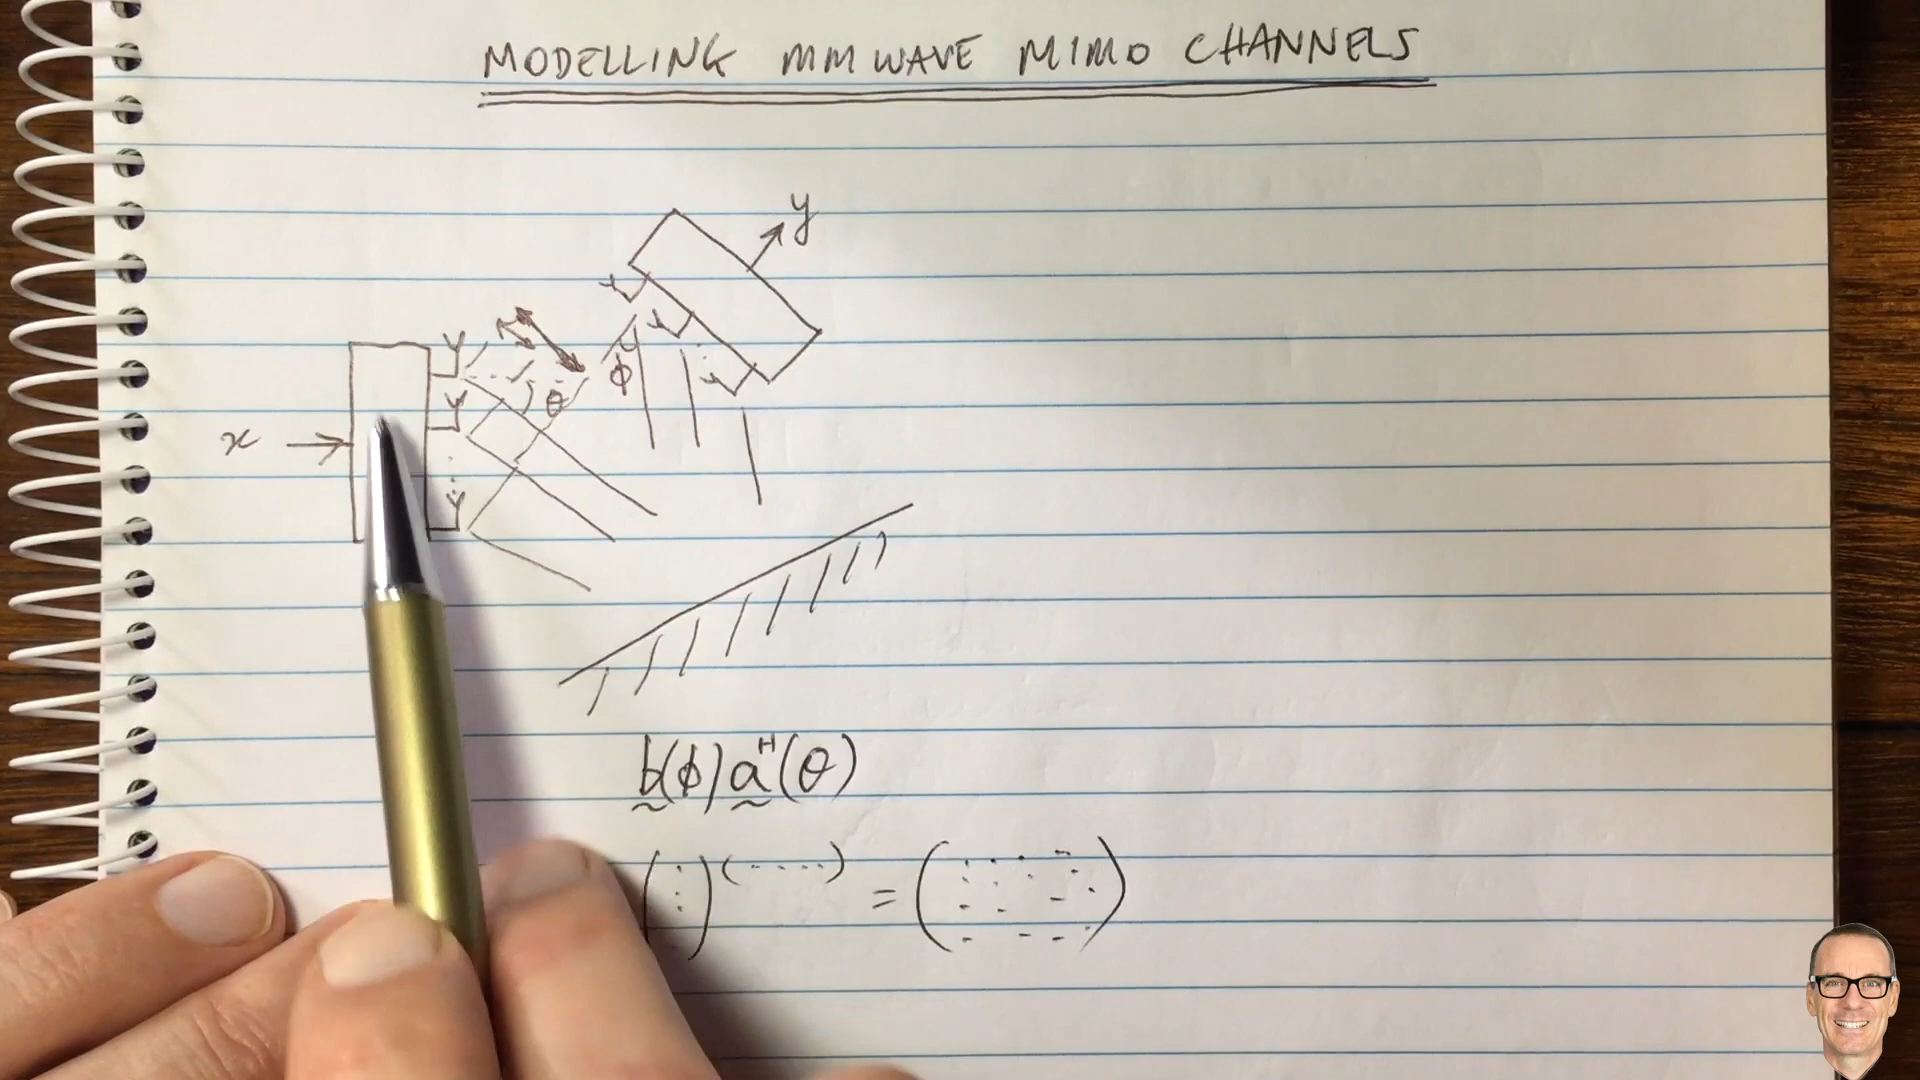 MODELLING MMWAVE MIMO CHANNELS
y
θ
ϕ
x
b(ϕ) a^H(θ)
(⋮)(....) = (....)